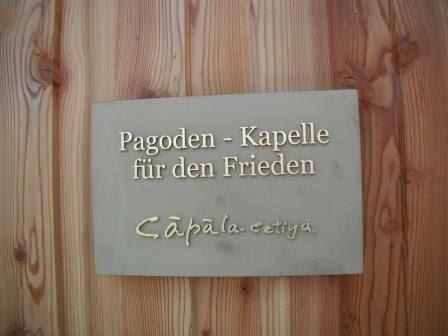 Pagoden - Kapelle
für den Frieden
Cāpāla-cetiya